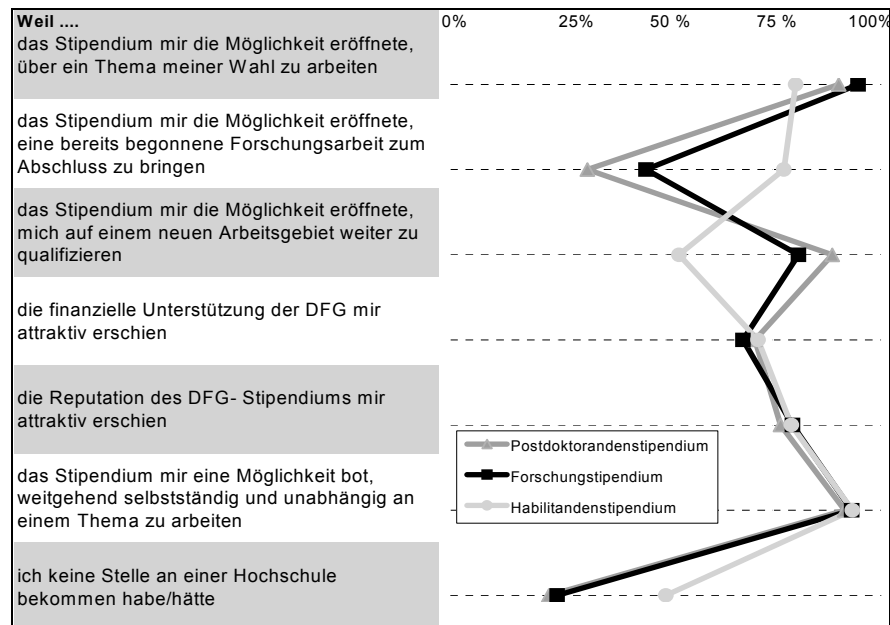 Weil ....
0% 25% 50 % 75 % 100%
das Stipendium mir die Möglichkeit eröffnete,
über ein Thema meiner Wahl zu arbeiten
das Stipendium mir die Möglichkeit eröffnete,
eine bereits begonnene Forschungsarbeit zum
Abschluss zu bringen
das Stipendium mir die Möglichkeit eröffnete,
mich auf einem neuen Arbeitsgebiet weiter zu
qualifizieren
die finanzielle Unterstützung der DFG mir
attraktiv erschien
die Reputation des DFG- Stipendiums mir
attraktiv erschien
Postdoktorandenstipendium
Forschungstipendium
Habilitandenstipendium
das Stipendium mir eine Möglichkeit bot,
weitgehend selbstständig und unabhängig an
einem Thema zu arbeiten
ich keine Stelle an einer Hochschule
bekommen habe/hätte